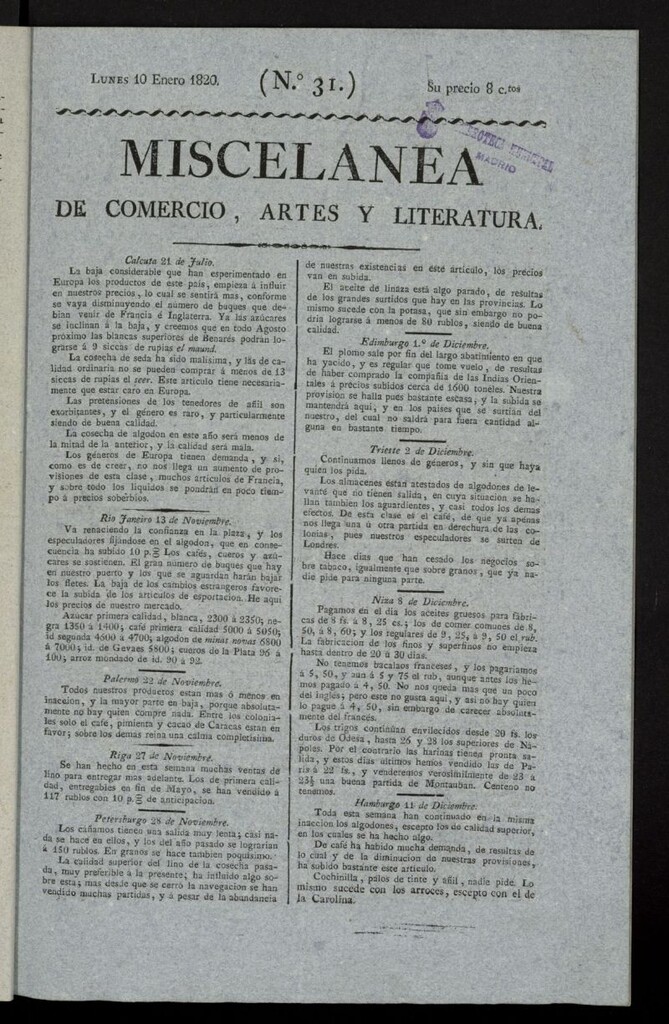 LUNES 10 Enero 1820.
(N.º 31.)
Su precio 8 c.tos
MADRID
MISCELANEA
DE COMERCIO, ARTES Y LITERATURA.
Calcuta 21 de Julio.
La baja considerable que han esperimentado en
Europa los productos de este pais, empieza á influir
en nuestros precios, lo cual se sentirá mas, conforme
se vaya disminuyendo el número de buques que de-
bian venir de Francia é Inglaterra. Ya las azúcares
se inclinan á la baja, y creemos que en todo Agosto
próximo las blancas superiores de Benarés podrán lo-
grarse á 9 siccas de rupias el maund.
La cosecha de seda ha sido malísima, y lás de ca-
lidad ordinaria no se pueden comprar á menos de 13
siccas de rupias el seer. Este artículo tiene necesaria-
mente que estar caro en Europa.
Las pretensiones de los tenedores de añil son
exorbitantes, y el género es raro, y particularmente
siendo de buena calidad.
La cosecha de algodon en este año será menos de
la mitad de la anterior, y la calidad será mala.
Los géneros de Europa tienen demanda, y si,
como es de creer, no nos llega un aumento de pro-
visiones de esta clase, muchos artículos de Francia,
y sobre todo los líquidos se pondrán en poco tiem-
po á precios soberbios.
Rio Janeiro 13 de Noviembre.
Va renaciendo la confianza en la plaza, y los
especuladores fijándose en el algodon, que en conse-
cuencia ha subido 10 p.% Los cafés, cueros y azú-
cares se sostienen. El gran número de buques que hay
en nuestro puerto y los que se aguardan harán bajar
los fletes. La baja de los cambios estrangeros favore-
ce la subida de los artículos de esportacion. He aqui
los precios de nuestro mercado.
Azúcar primera calidad, blanca, 2300 á 2350; ne-
gra 1350 á 1400; café primera calidad 5000 á 5050;
id segunda 4600 á 4700; algodon de minas novas 6800
á 7000; id. de Gevaes 5800; cueros de la Plata 96 á
100; arroz mondado de id. 90 á 92.
Palermo 22 de Noviembre.
Todos nuestros productos estan mas ó menos en
inaccion, y la mayor parte en baja, porque absoluta-
mente no hay quien compre nada. Entre los colonia-
les solo el café, pimienta y cacao de Caracas estan en
favor; sobre los demas reina una calma completísima.
Riga 27 de Noviembre.
Se han hecho en esta semana muchas ventas de
lino para entregar mas adelante. Los de primera cali-
dad, entregables en fin de Mayo, se han vendido á
117 rublos con 10 p.% de anticipacion.
Petersburgo 28 de Noviembre.
Los cáñamos tienen una salida muy lenta; casi na-
da se hace en ellos, y los del año pasado se lograrian
á 150 rublos. En granos se hace tambien poquísimo.
La calidad superior del lino de la cosecha pasa-
da, muy preferible á la presente; ha influido algo so-
bre esta; mas desde que se cerró la navegacion se han
vendido muchas partidas, y á pesar de la abundancia
de nuestras existencias en este artículo, los precios
van en subida.
El aceite de linaza está algo parado, de resultas
de los grandes surtidos que hay en las provincias. Lo
mismo sucede con la potasa, que sin embargo no po-
dria lograrse á menos de 80 rublos, siendo de buena
calidad.
Edimburgo 1.º de Diciembre.
El plomo sale por fin del largo abatimiento en que
ha yacido, y es regular que tome vuelo, de resultas
de haber comprado la compañía de las Indias Orien-
tales á precios subidos cerca de 1600 toneles. Nuestra
provision se halla pues bastante escasa, y la subida se
mantendrá aqui, y en los paises que se surtian del
nuestro, del cual no saldrá para fuera cantidad al-
guna en bastante tiempo.
Trieste 2 de Diciembre.
Continuamos llenos de géneros, y sin que haya
quien los pida.
Los almacenes están atestados de algodones de le-
vante que no tienen salida, en cuya situacion se ha-
llan tambien los aguardientes, y casi todos los demas
efectos. De esta clase es el café, de que ya apenas
nos llega una ú otra partida en derechura de las co-
lonias, pues nuestros especuladores se surten de
Londres.
Hace dias que han cesado los negocios so-
bre tabaco, igualmente que sobre granos, que ya na-
die pide para ninguna parte.
Niza 8 de Diciembre.
Pagamos en el dia los aceites gruesos para fábri-
cas de 8 fs. á 8, 25 cs.; los de comer comunes de 8,
50, á 8, 60; y los regulares de 9, 25, á 9, 50 el rub.
La fabricacion de los finos y superfinos no empieza
hasta dentro de 20 á 30 dias.
No tenemos bacalaos franceses, y los pagariamos
á 5, 50, y aun á 5 y 75 el rub, aunque antes los he-
mos pagado á 4, 50. No nos queda mas que un poco
del inglés; pero este no gusta aqui, y asi no hay quien
lo pague á 4, 50, sin embargo de carecer absoluta-
mente del francés.
Los trigos continúan envilecidos desde 20 fs. los
duros de Odesa, hasta 26 y 28 los superiores de Ná-
poles. Por el contrario las harinas tienen pronta sa-
lida, y estos dias ultimos hemos vendido las de Pa-
ris á 22 fs., y venderemos verosimilmente de 23 á
23½ una buena partida de Montauban. Centeno no
tenemos.
Hamburgo 11 de Diciembre.
Toda esta semana han continuado en la misma
inaccion los algodones, escepto los de calidad superior,
en los cuales se ha hecho algo.
De café ha habido mucha demanda, de resultas de
lo cual y de la diminucion de nuestras provisiones,
ha subido bastante este artículo.
Cochinilla, palos de tinte y añil, nadie pide. Lo
mismo sucede con los arroces, escepto con el de
la Carolina.